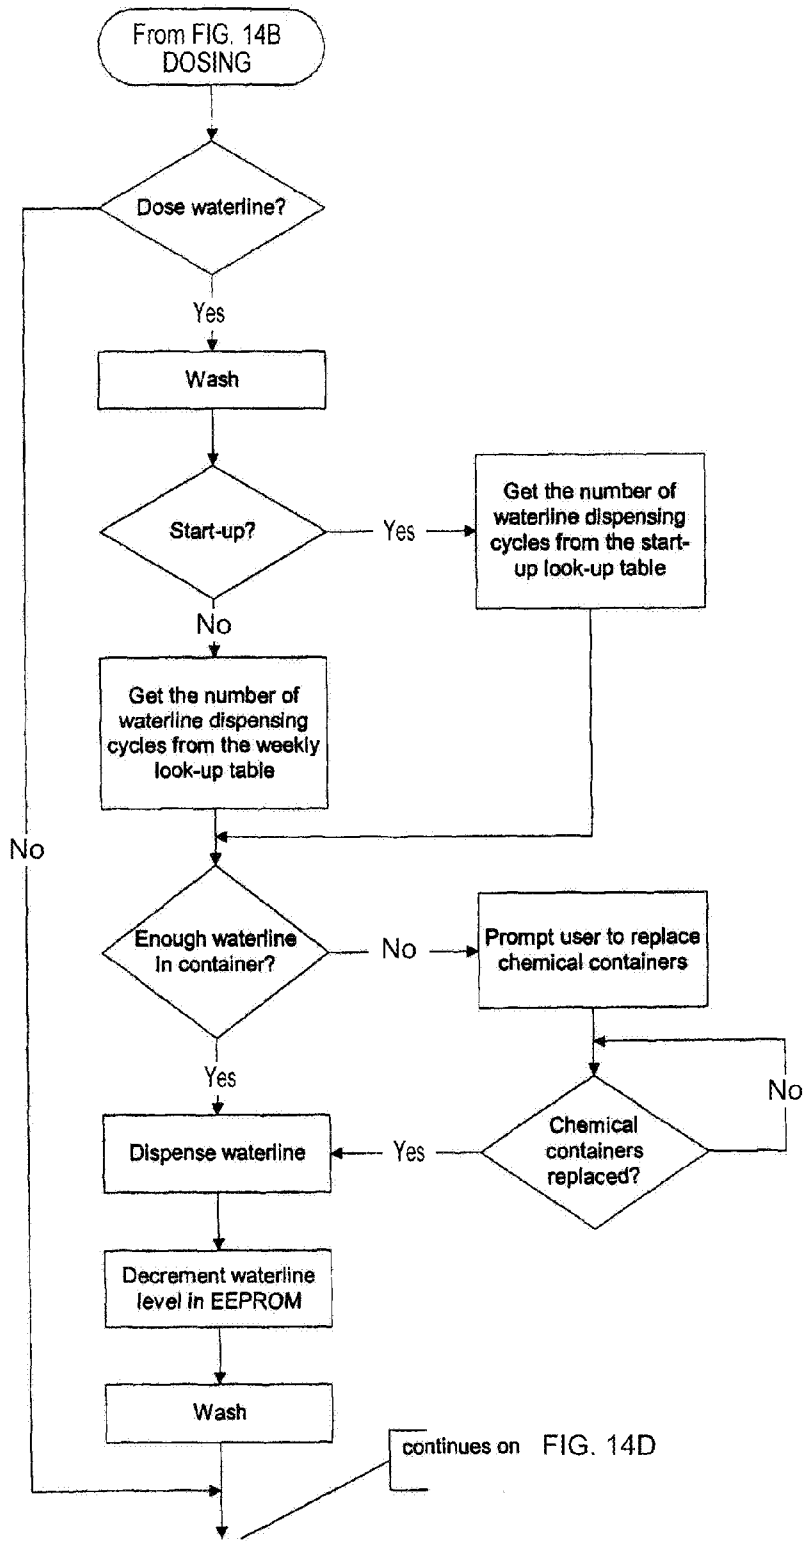 From FIG. 14B
DOSING
Dose waterline?
Yes
Wash
Start-up?
Yes
Get the number of
waterline dispensing
cycles from the start-
up look-up table
No
Get the number of
waterline dispensing
cycles from the weekly
look-up table
No
Enough waterline
In container?
No
Prompt user to replace
chemical containers
Yes
No
Chemical
containers
replaced?
Yes
Dispense waterline
Decrement waterline
level in EEPROM
Wash
continues on FIG. 14D